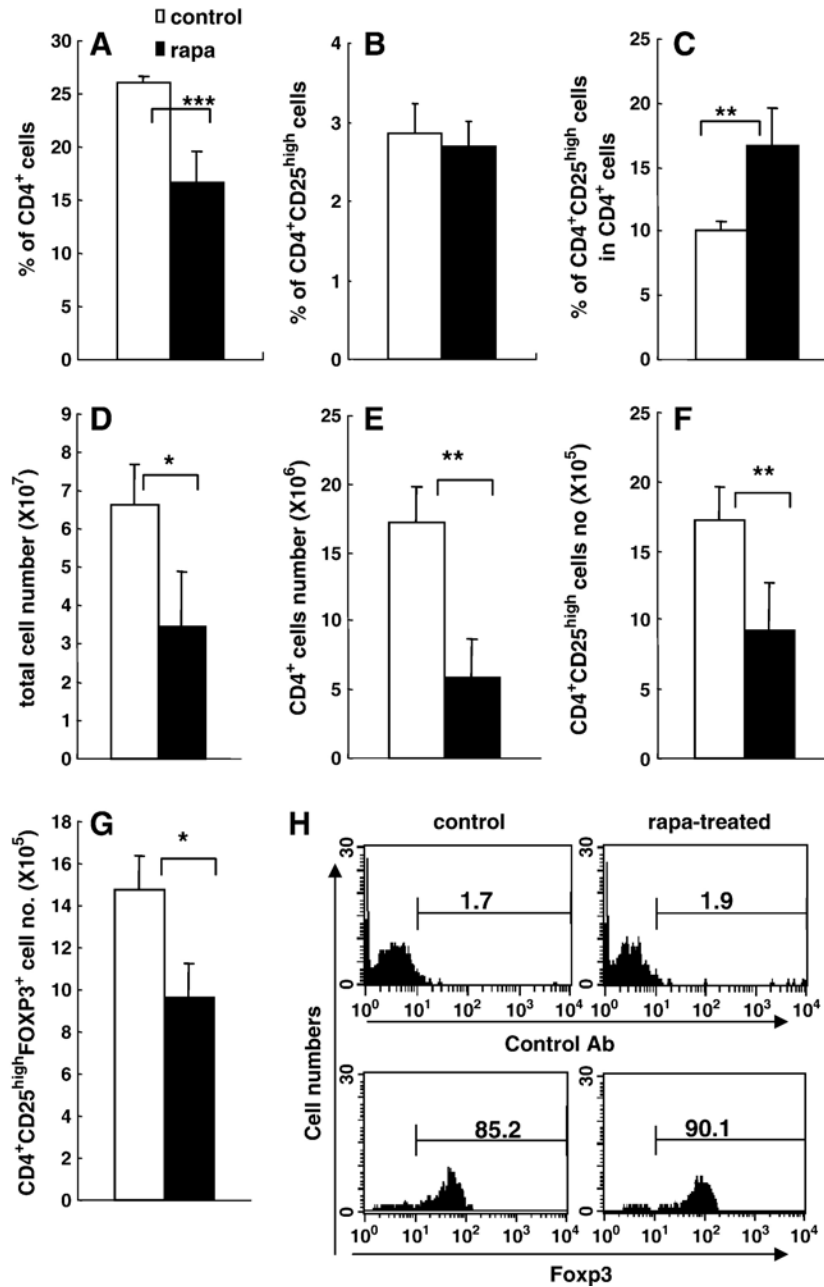 control
rapa
A
30
25
20
15
10
5
0
% of CD4⁺ cells
***
B
4
3
2
1
0
% of CD4⁺CD25ʰⁱᵍʰ cells
C
25
20
15
10
5
0
% of CD4⁺CD25ʰⁱᵍʰ cells
in CD4⁺ cells
**
D
9
8
7
6
5
4
3
2
1
0
total cell number (X10⁷)
*
E
25
20
15
10
5
0
CD4⁺ cells number (X10⁶)
**
F
25
20
15
10
5
0
CD4⁺CD25ʰⁱᵍʰ cells no (X10⁵)
**
G
18
16
14
12
10
8
6
4
2
0
CD4⁺CD25ʰⁱᵍʰFOXP3⁺ cell no. (X10⁵)
*
H
control rapa-treated
Cell numbers
30
0
1.7
10⁰ 10¹ 10² 10³ 10⁴
30
0
1.9
10⁰ 10¹ 10² 10³ 10⁴
Control Ab
30
0
85.2
10⁰ 10¹ 10² 10³ 10⁴
30
0
90.1
10⁰ 10¹ 10² 10³ 10⁴
Foxp3